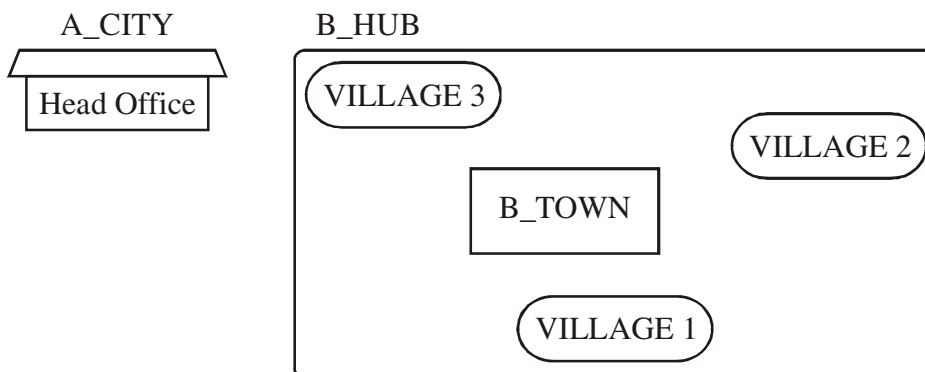 A_CITY
B_HUB
Head Office
VILLAGE 3
VILLAGE 2
B_TOWN
VILLAGE 1